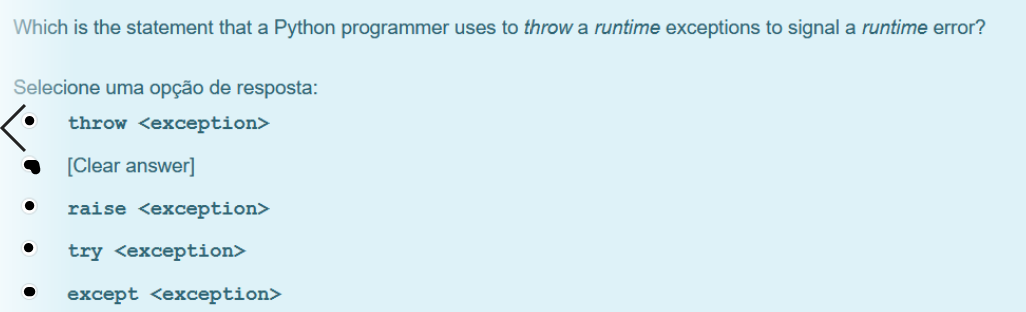 Which is the statement that a Python programmer uses to throw a runtime exceptions to signal a runtime error?
Selecione uma opção de resposta:
throw <exception>
[Clear answer]
raise <exception>
try <exception>
except <exception>